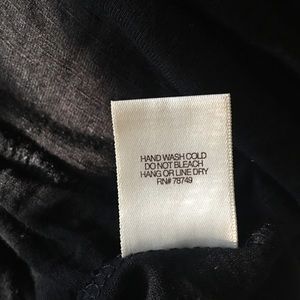 HAND WASH COLD
DO NOT BLEACH
HANG OR LINE DRY
RN# 78749